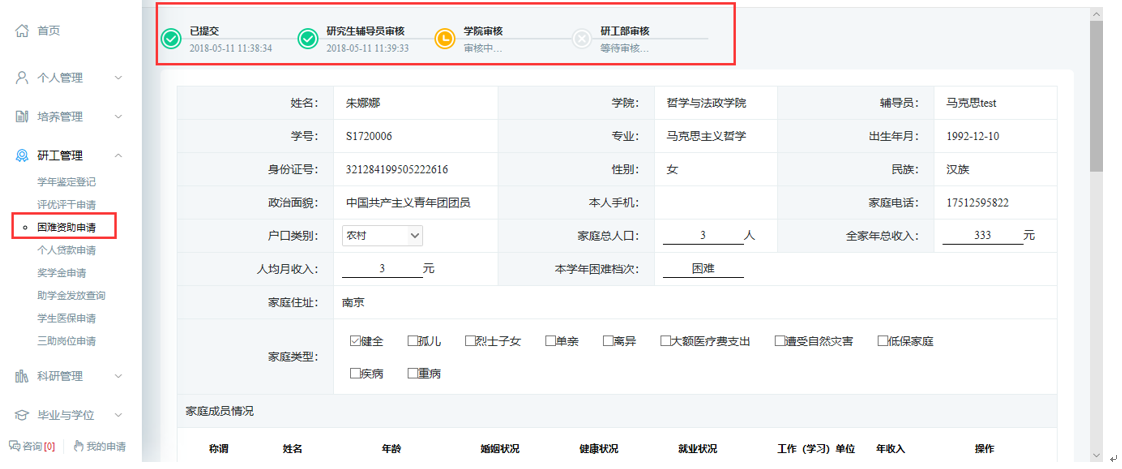 首页
个人管理
培养管理
研工管理
学年鉴定登记
评优评干申请
困难资助申请
个人贷款申请
奖学金申请
助学金发放查询
学生医保申请
三助岗位申请
科研管理
毕业与学位
咨询[0] 我的申请
已提交 研究生辅导员审核 学院审核 研工部审核
2018-05-11 11:38:34 2018-05-11 11:39:33 审核中... 等待审核...
姓名: 朱娜娜 学院: 哲学与法政学院 辅导员: 马克思test
学号: S1720006 专业: 马克思主义哲学 出生年月: 1992-12-10
身份证号: 321284199505222616 性别: 女 民族: 汉族
政治面貌: 中国共产主义青年团团员 本人手机: 家庭电话: 17512595822
户口类别: 农村 家庭总人口: 3 人 全家年总收入: 333 元
人均月收入: 3 元 本学年困难档次: 困难
家庭住址: 南京
家庭类型: 健全 孤儿 烈士子女 单亲 离异 大额医疗费支出 遭受自然灾害 低保家庭
疾病 重病
家庭成员情况
称谓 姓名 年龄 婚姻状况 健康状况 就业状况 工作（学习）单位 年收入 操作